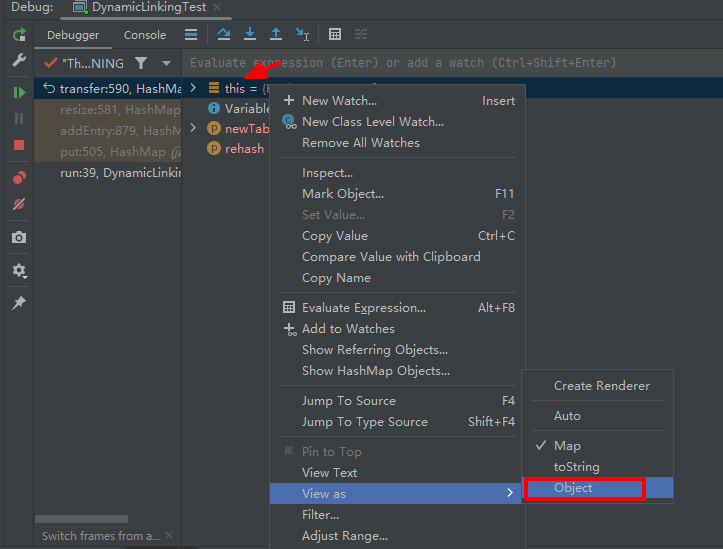 Debug: DynamicLinkingTest
Debugger Console
"Th...NING
Evaluate expression (Enter) or add a watch (Ctrl+Shift+Enter)
transfer:590, HashMa
this = {
resize:581, HashMap
Variable
addEntry:879, HashM
newTab
put:505, HashMap (j
rehash
run:39, DynamicLinking
New Watch... Insert
New Class Level Watch...
Remove All Watches
Inspect...
Mark Object... F11
Set Value... F2
Copy Value Ctrl+C
Compare Value with Clipboard
Copy Name
Evaluate Expression... Alt+F8
Add to Watches
Show Referring Objects...
Show HashMap Objects...
Jump To Source F4
Jump To Type Source Shift+F4
Pin to Top
View Text
View as
Filter...
Adjust Range...
Create Renderer
Auto
Map
toString
Object
Switch frames from a...